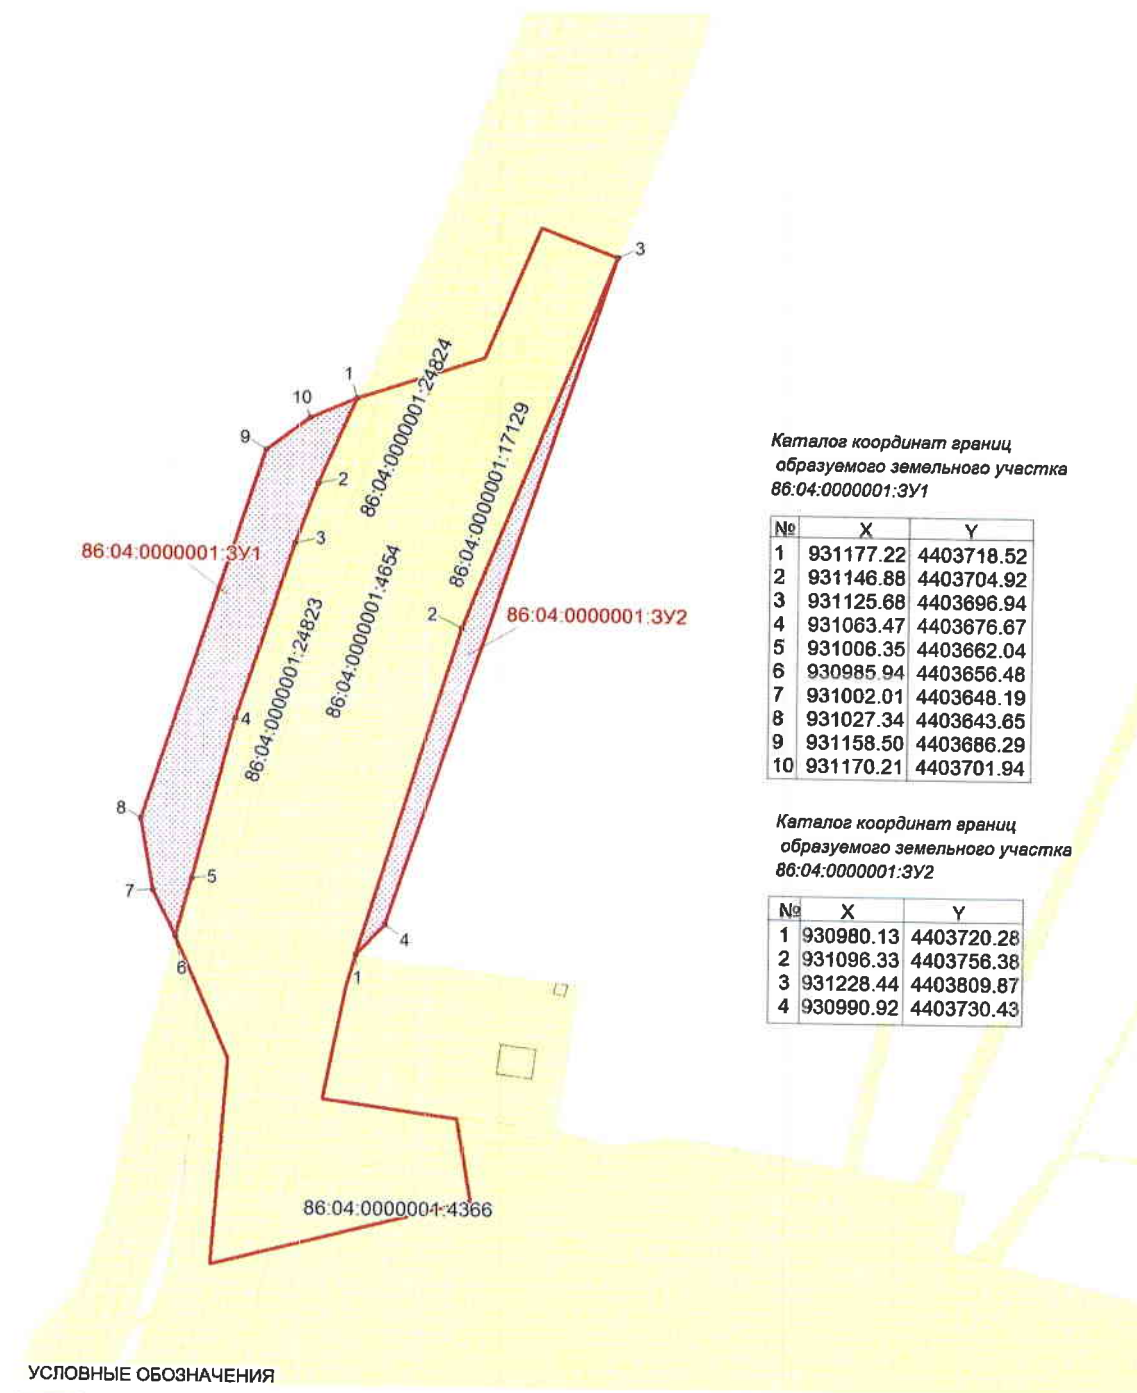 3
1
10
9
2
3
86:04:0000001:24824
86:04:0000001:17129
86:04:0000001:ЗУ1
86:04:0000001:4654
86:04:0000001:24823
2
86:04:0000001:ЗУ2
4
8
5
7
4
6
1
86:04:0000001:4366
Каталог координат границ
образуемого земельного участка
86:04:0000001:ЗУ1
№ X Y
1 931177.22 4403718.52
2 931146.88 4403704.92
3 931125.68 4403696.94
4 931063.47 4403676.67
5 931006.35 4403662.04
6 930985.94 4403656.48
7 931002.01 4403648.19
8 931027.34 4403643.65
9 931158.50 4403686.29
10 931170.21 4403701.94
Каталог координат границ
образуемого земельного участка
86:04:0000001:ЗУ2
№ X Y
1 930980.13 4403720.28
2 931096.33 4403756.38
3 931228.44 4403809.87
4 930990.92 4403730.43
УСЛОВНЫЕ ОБОЗНАЧЕНИЯ